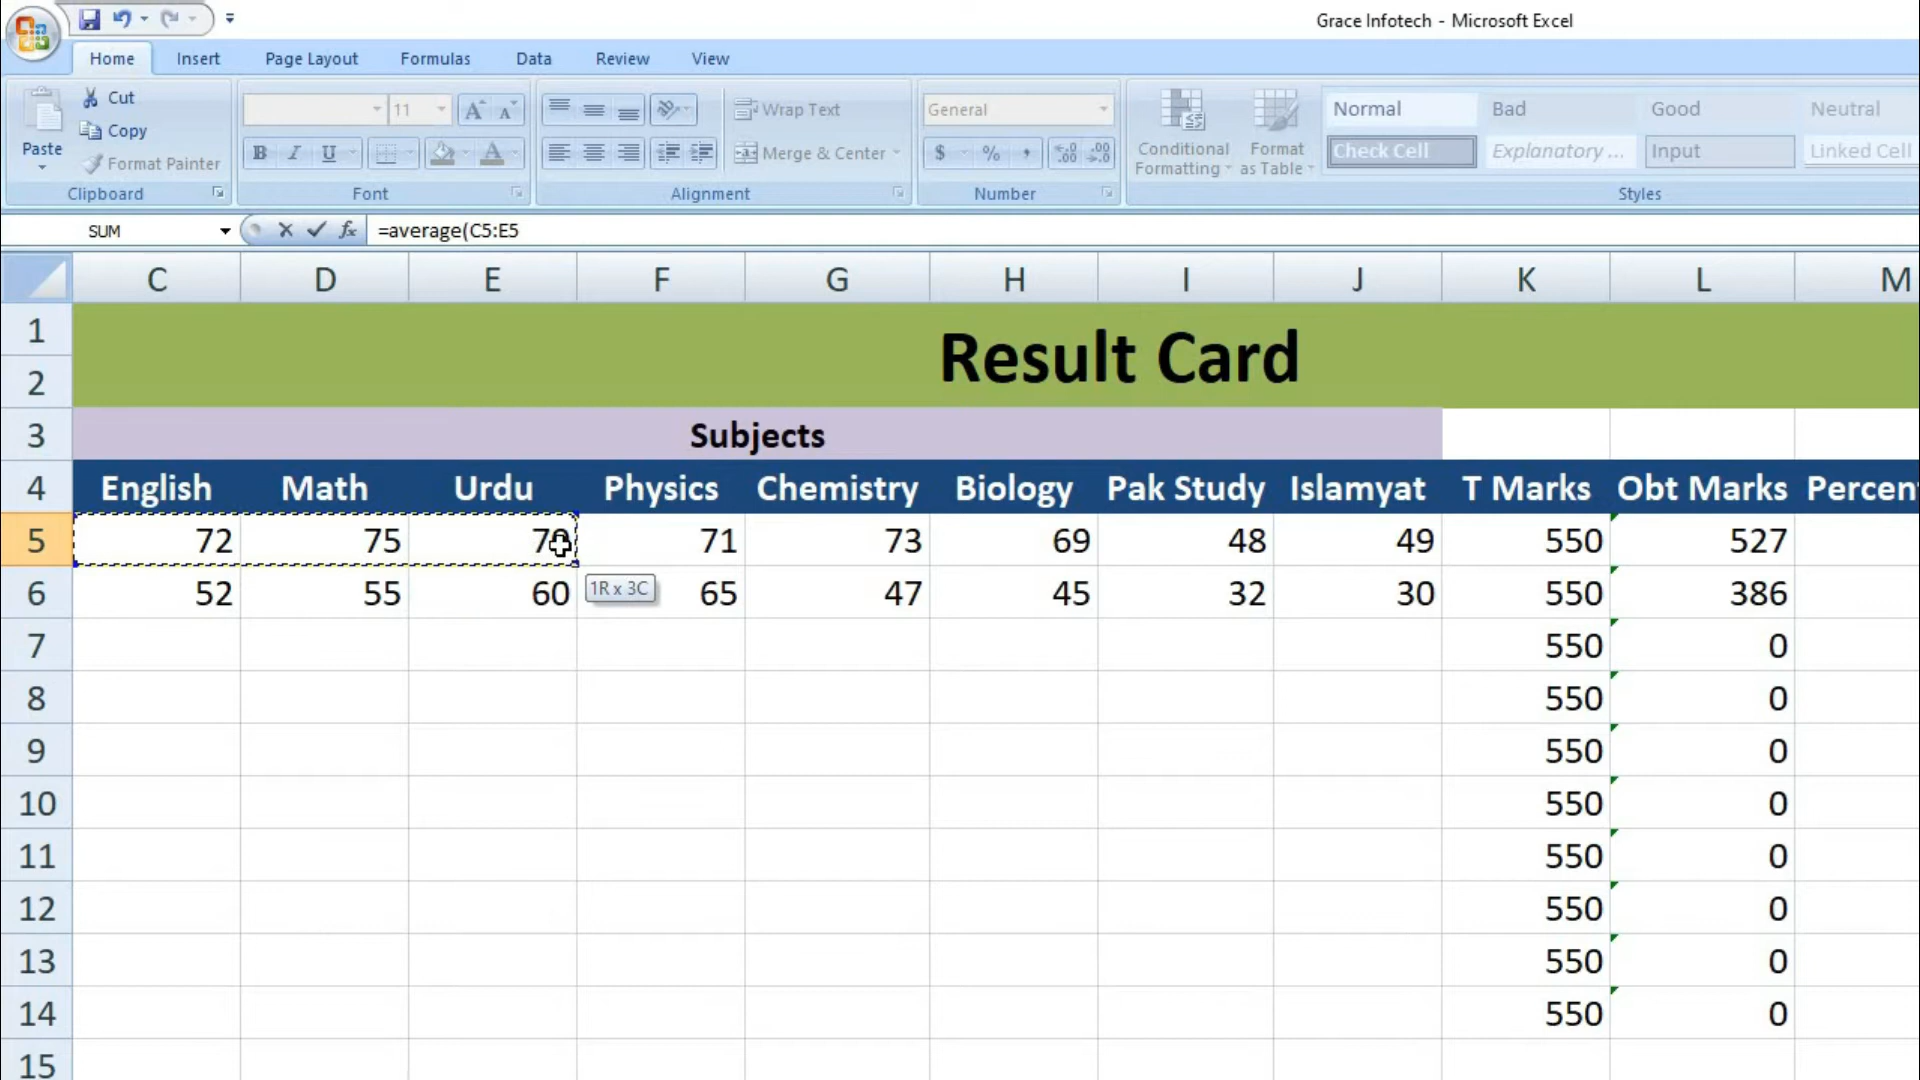 Grace Infotech - Microsoft Excel
Home Insert Page Layout Formulas Data Review View
Paste Cut Copy Format Painter
11
Wrap Text
Merge & Center
General
$ % ,
B I U A
Conditional Formatting
Format as Table
Normal Bad Good Neutral
Check Cell Explanatory ... Input Linked Cell
Clipboard Font Alignment Number Styles
SUM fx =average(C5:E5
C D E F G H I J K L M
1
Result Card
2
3 Subjects
4 English Math Urdu Physics Chemistry Biology Pak Study Islamyat T Marks Obt Marks Percen
5 72 75 71 73 69 48 49 550 527
6 52 55 60 65 47 45 32 30 550 386
1R x 3C
7 550 0
8 550 0
9 550 0
10 550 0
11 550 0
12 550 0
13 550 0
14 550 0
15